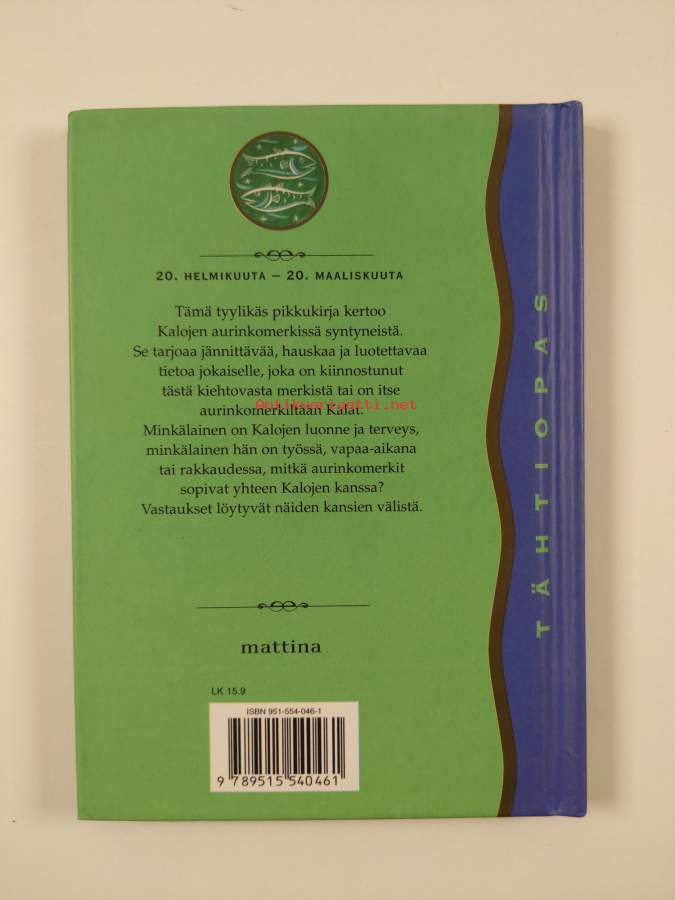 20. HELMIKUUTA – 20. MAALISKUUTA
Tämä tyylikäs pikkukirja kertoo
Kalojen aurinkomerkissä syntyneistä.
Se tarjoaa jännittävää, hauskaa ja luotettavaa
tietoa jokaiselle, joka on kiinnostunut
tästä kiehtovasta merkistä tai on itse
Antikvariaatti.net
aurinkomerkiltään Kalat.
Minkälainen on Kalojen luonne ja terveys,
minkälainen hän on työssä, vapaa-aikana
tai rakkaudessa, mitkä aurinkomerkit
sopivat yhteen Kalojen kanssa?
Vastaukset löytyvät näiden kansien välistä.
mattina
LK 15.9
ISBN 951-554-046-1
9 789515 540461
TÄHTIOPAS